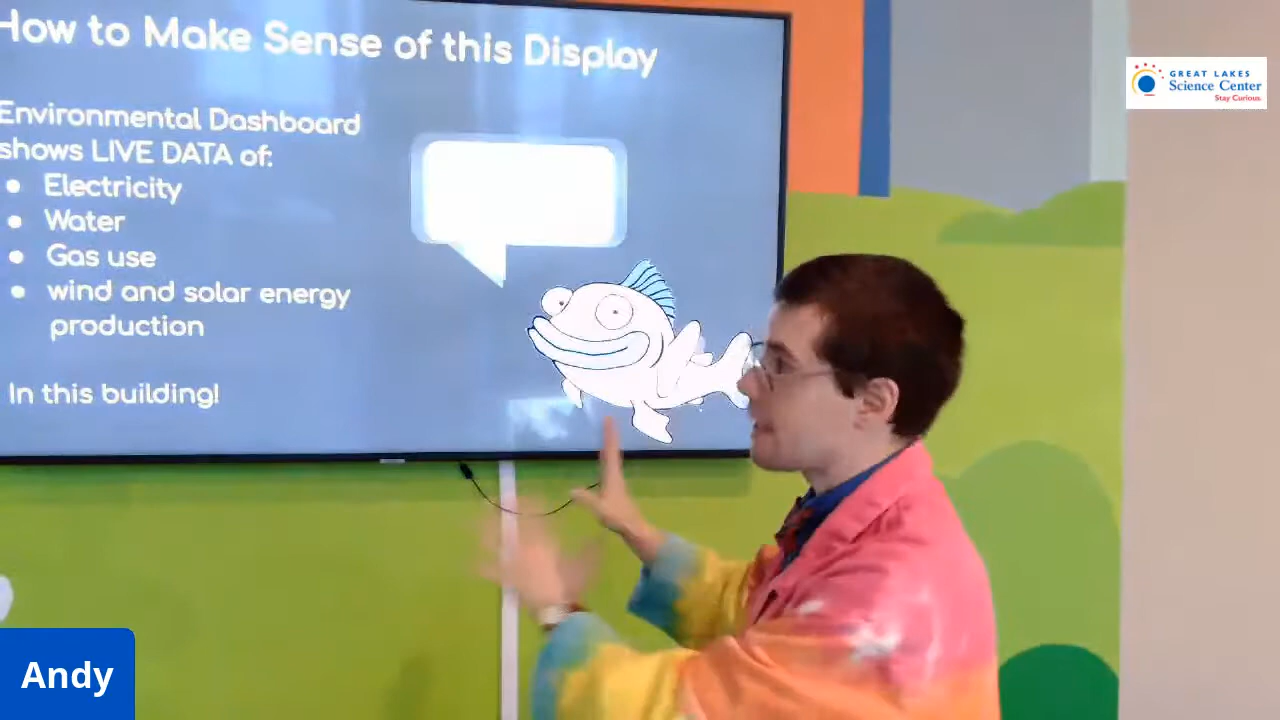 How to Make Sense of this Display
Environmental Dashboard
shows LIVE DATA of:
● Electricity
● Water
● Gas use
● wind and solar energy
production
In this building!
GREAT LAKES
Science Center
Stay Curious.
Andy